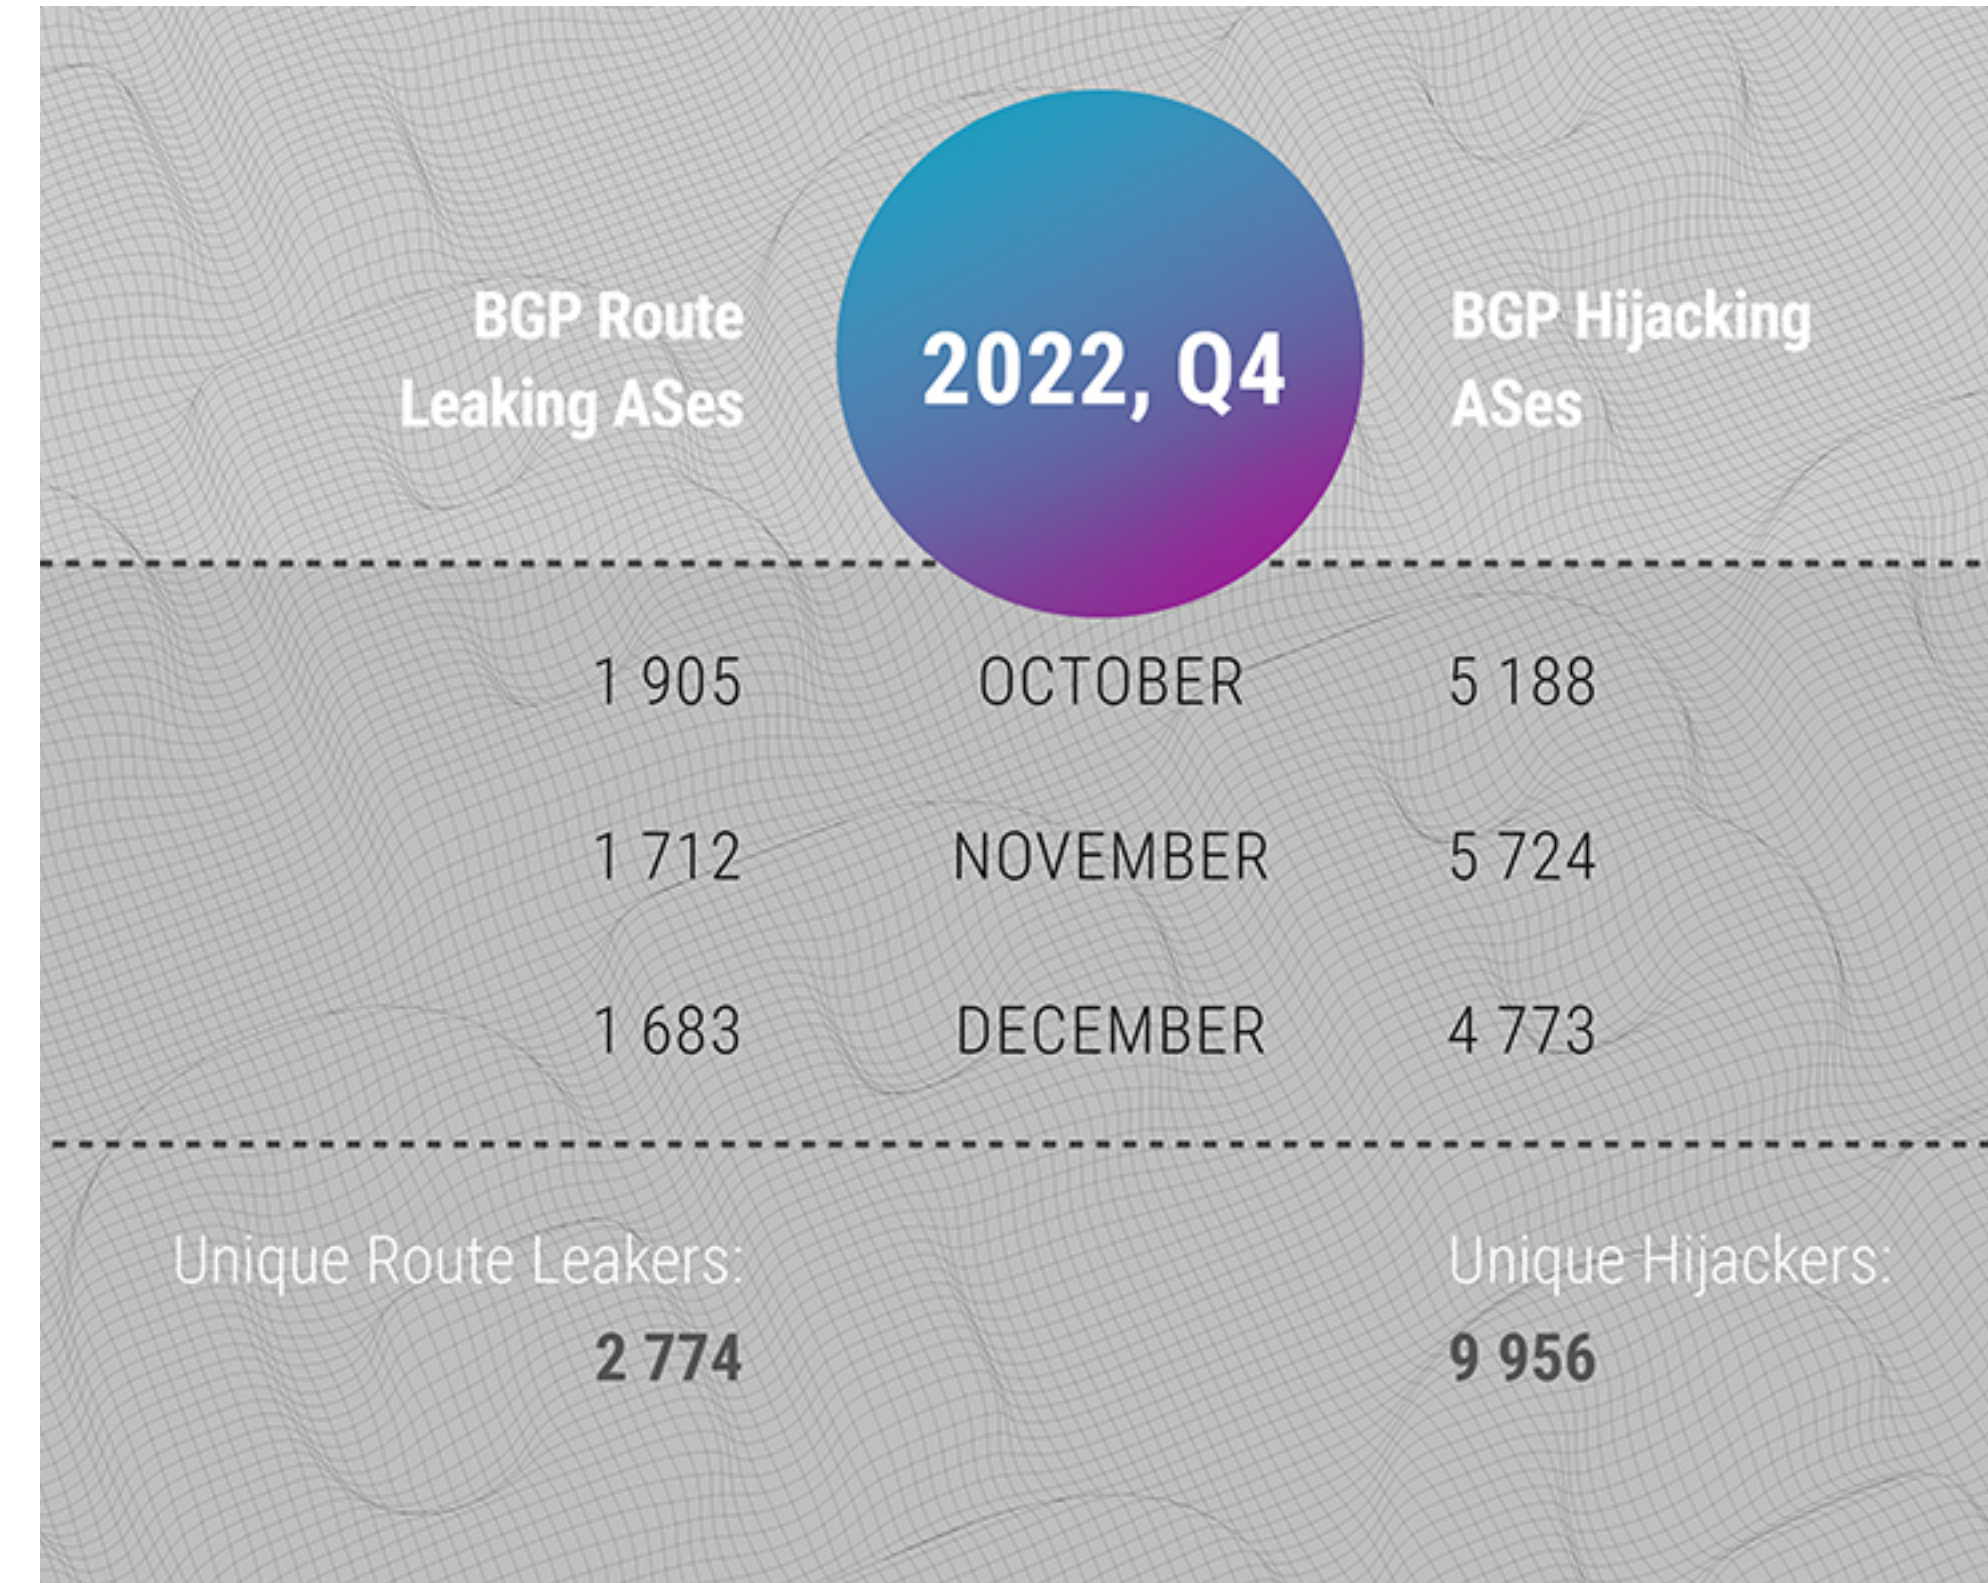 BGP Route
Leaking ASes
2022, Q4
BGP Hijacking
ASes
1 905 OCTOBER 5 188
1 712 NOVEMBER 5 724
1 683 DECEMBER 4 773
Unique Route Leakers:
2 774
Unique Hijackers:
9 956